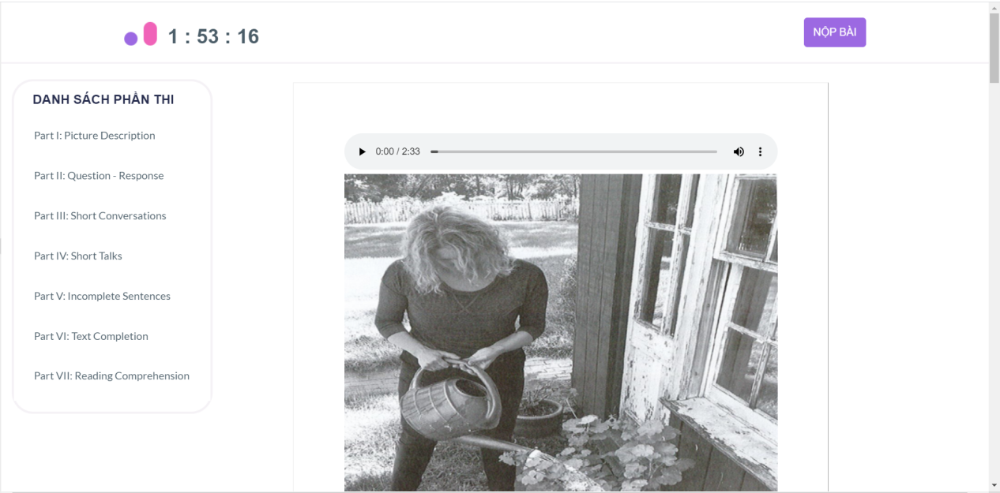 1 : 53 : 16
NỘP BÀI
DANH SÁCH PHẦN THI
Part I: Picture Description
Part II: Question - Response
Part III: Short Conversations
Part IV: Short Talks
Part V: Incomplete Sentences
Part VI: Text Completion
Part VII: Reading Comprehension
0:00 / 2:33